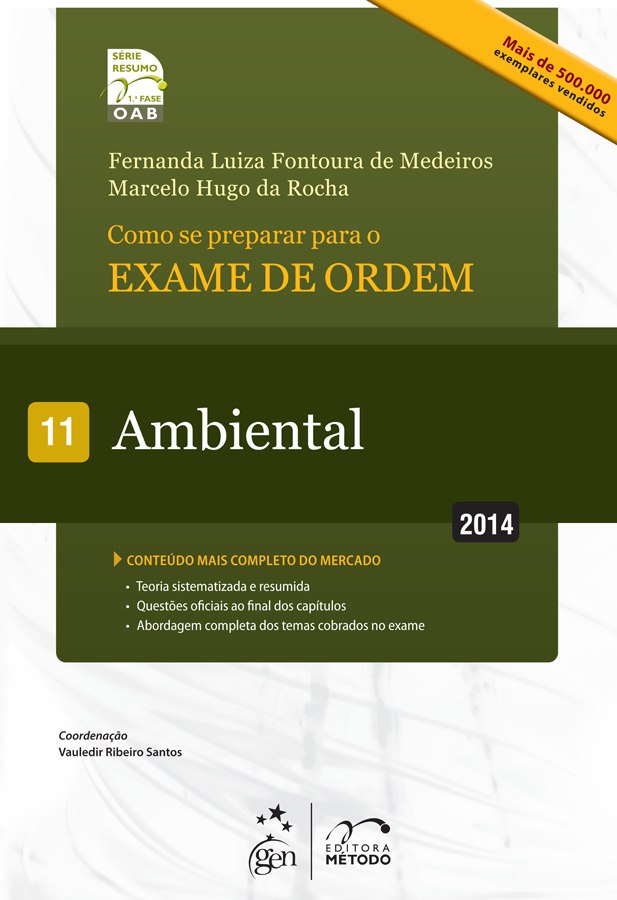 SÉRIE
RESUMO
1.ª FASE
OAB
Mais de 500.000
exemplares vendidos
Fernanda Luiza Fontoura de Medeiros
Marcelo Hugo da Rocha
Como se preparar para o
EXAME DE ORDEM
11
Ambiental
2014
CONTEÚDO MAIS COMPLETO DO MERCADO
• Teoria sistematizada e resumida
• Questões oficiais ao final dos capítulos
• Abordagem completa dos temas cobrados no exame
Coordenação
Vauledir Ribeiro Santos
gen
EDITORA
MÉTODO